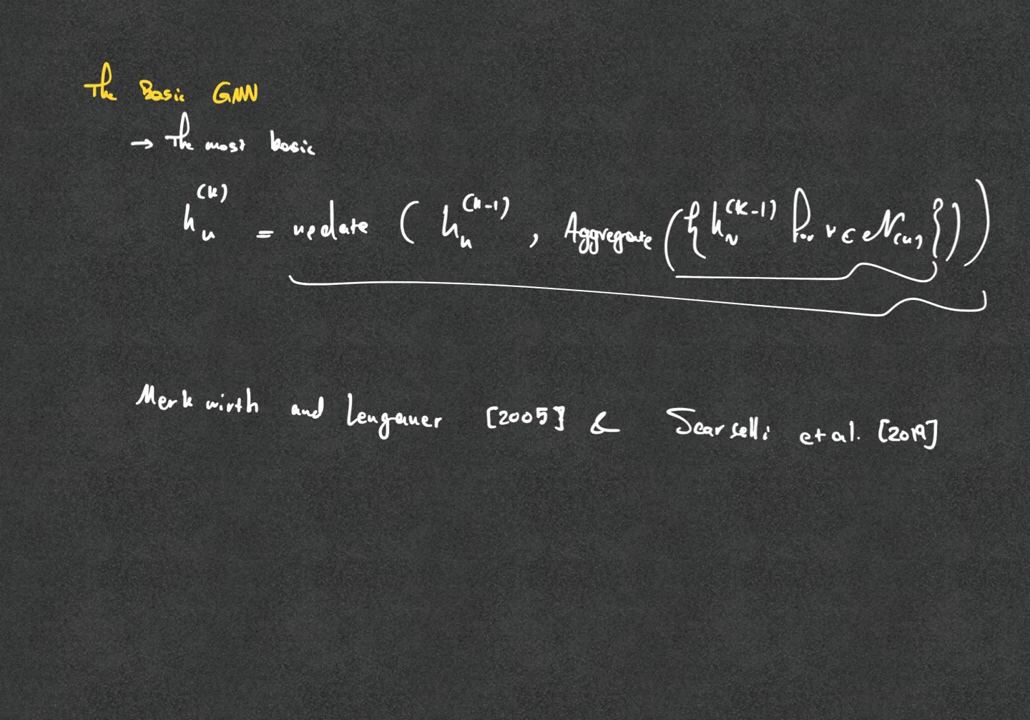 The Basic GNN
→ The most basic
h_u^(k) = update ( h_u^(k-1) , Aggregate ({h_v^(k-1) for v ∈ N(u)}))
Merkwirth and Lengauer [2005] & Scarselli et al. [2019]